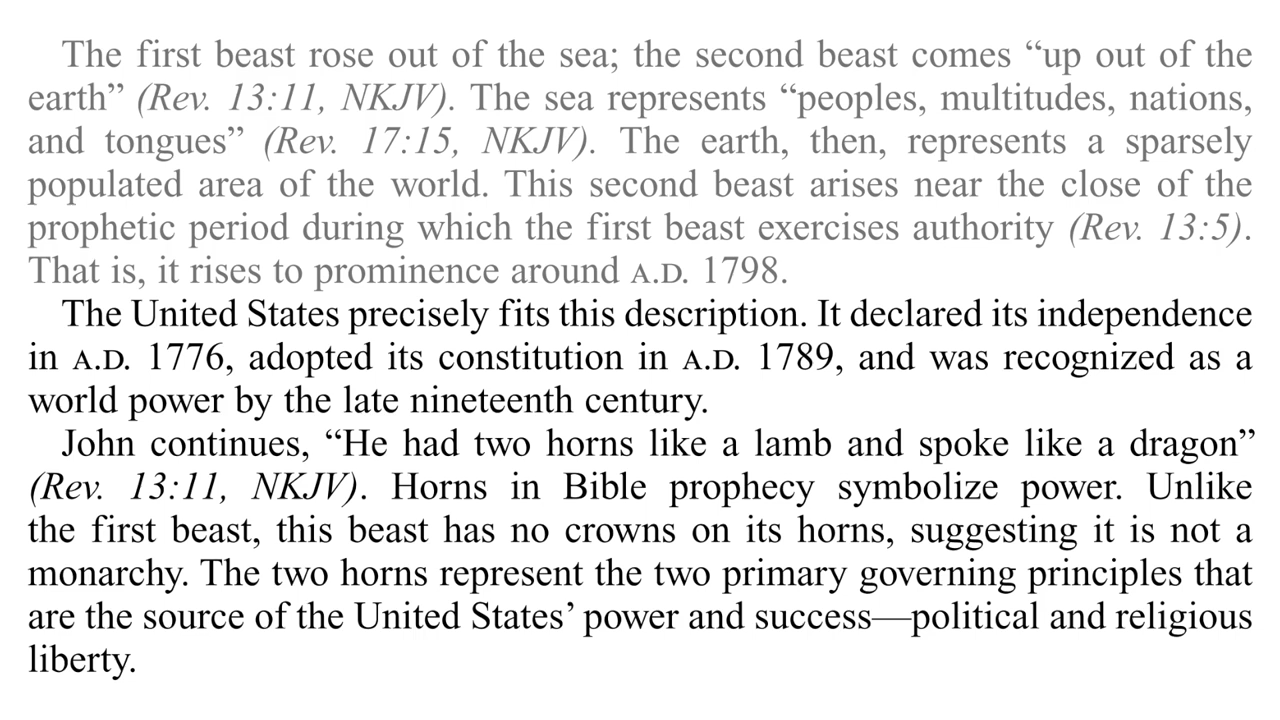 The first beast rose out of the sea; the second beast comes “up out of the
earth” (Rev. 13:11, NKJV). The sea represents “peoples, multitudes, nations,
and tongues” (Rev. 17:15, NKJV). The earth, then, represents a sparsely
populated area of the world. This second beast arises near the close of the
prophetic period during which the first beast exercises authority (Rev. 13:5).
That is, it rises to prominence around A.D. 1798.
The United States precisely fits this description. It declared its independence
in A.D. 1776, adopted its constitution in A.D. 1789, and was recognized as a
world power by the late nineteenth century.
John continues, “He had two horns like a lamb and spoke like a dragon”
(Rev. 13:11, NKJV). Horns in Bible prophecy symbolize power. Unlike
the first beast, this beast has no crowns on its horns, suggesting it is not a
monarchy. The two horns represent the two primary governing principles that
are the source of the United States’ power and success—political and religious
liberty.